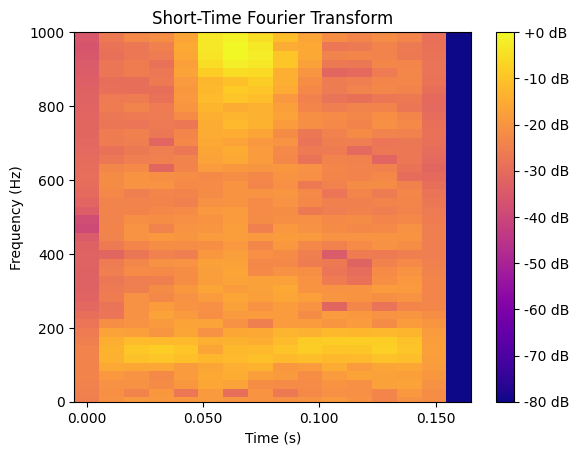 Short-Time Fourier Transform
1000
800
600
400
200
0
Frequency (Hz)
0.000
0.050
0.100
0.150
Time (s)
+0 dB
-10 dB
-20 dB
-30 dB
-40 dB
-50 dB
-60 dB
-70 dB
-80 dB